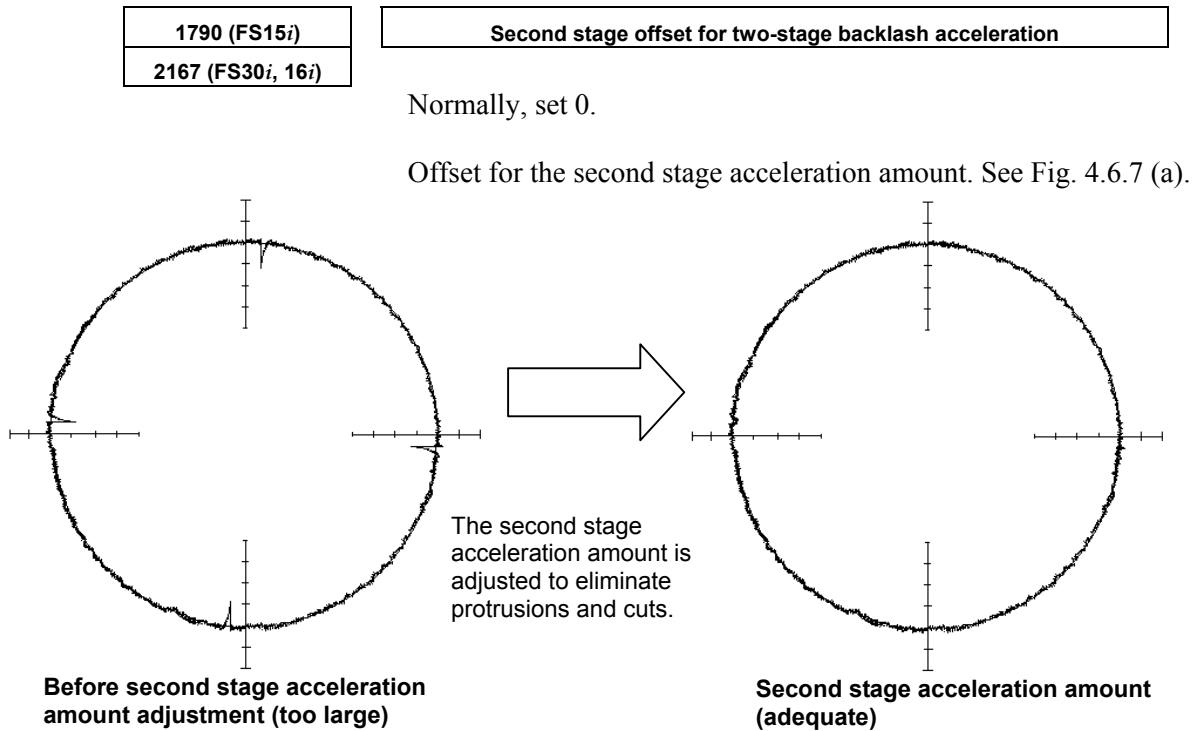 1790 (FS15i)
Second stage offset for two-stage backlash acceleration
2167 (FS30i, 16i)
Normally, set 0.
Offset for the second stage acceleration amount. See Fig. 4.6.7 (a).
The second stage
acceleration amount is
adjusted to eliminate
protrusions and cuts.
Before second stage acceleration
amount adjustment (too large)
Second stage acceleration amount
(adequate)